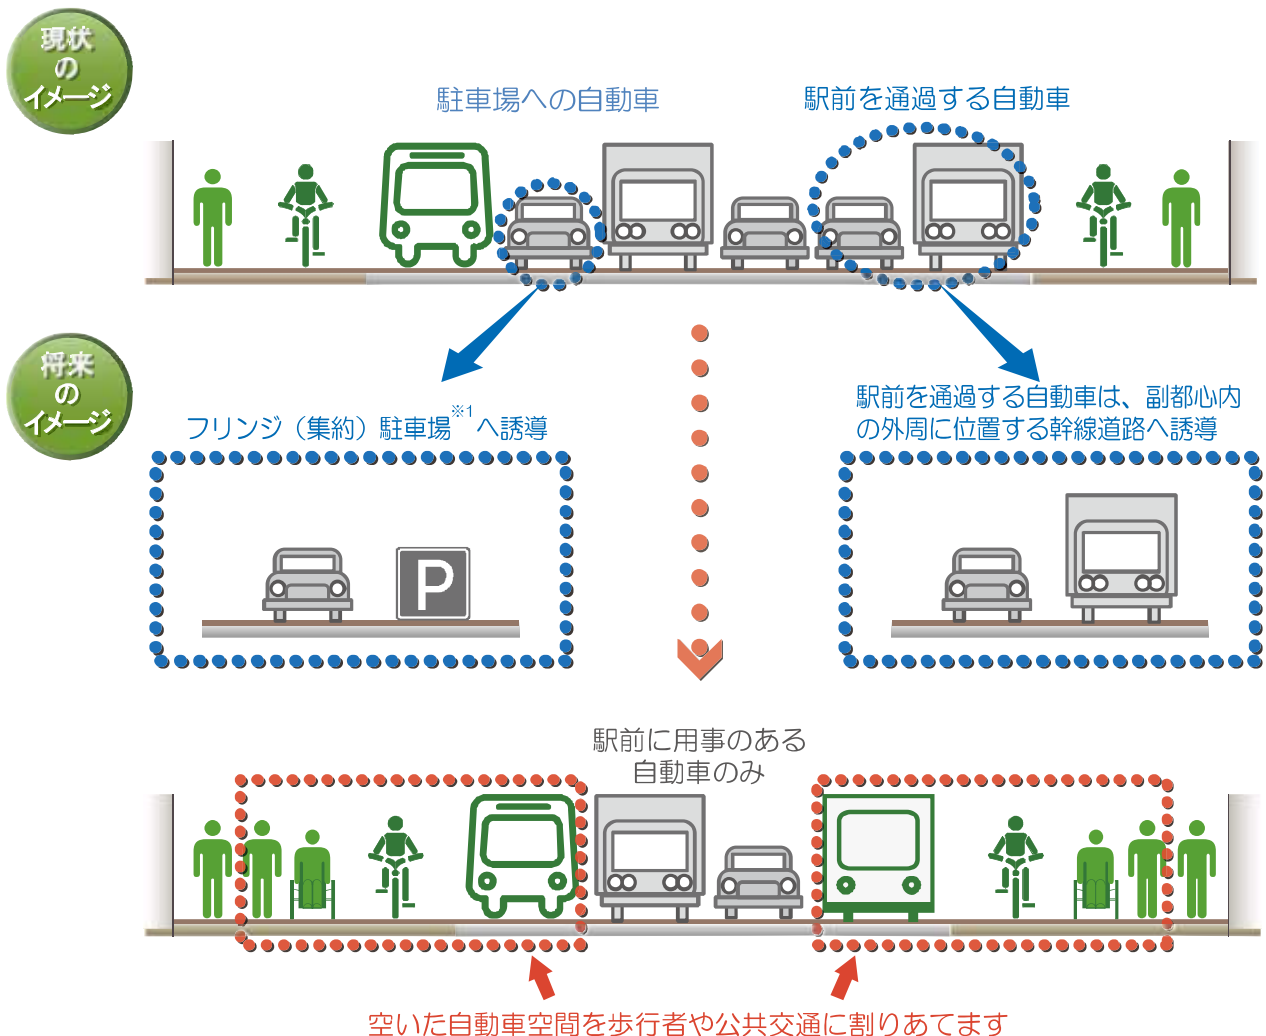 現状
の
イメージ
駐車場への自動車
駅前を通過する自動車
将来
の
イメージ
フリンジ（集約）駐車場※1へ誘導
駅前を通過する自動車は、副都心内
の外周に位置する幹線道路へ誘導
P
駅前に用事のある
自動車のみ
空いた自動車空間を歩行者や公共交通に割りあてます